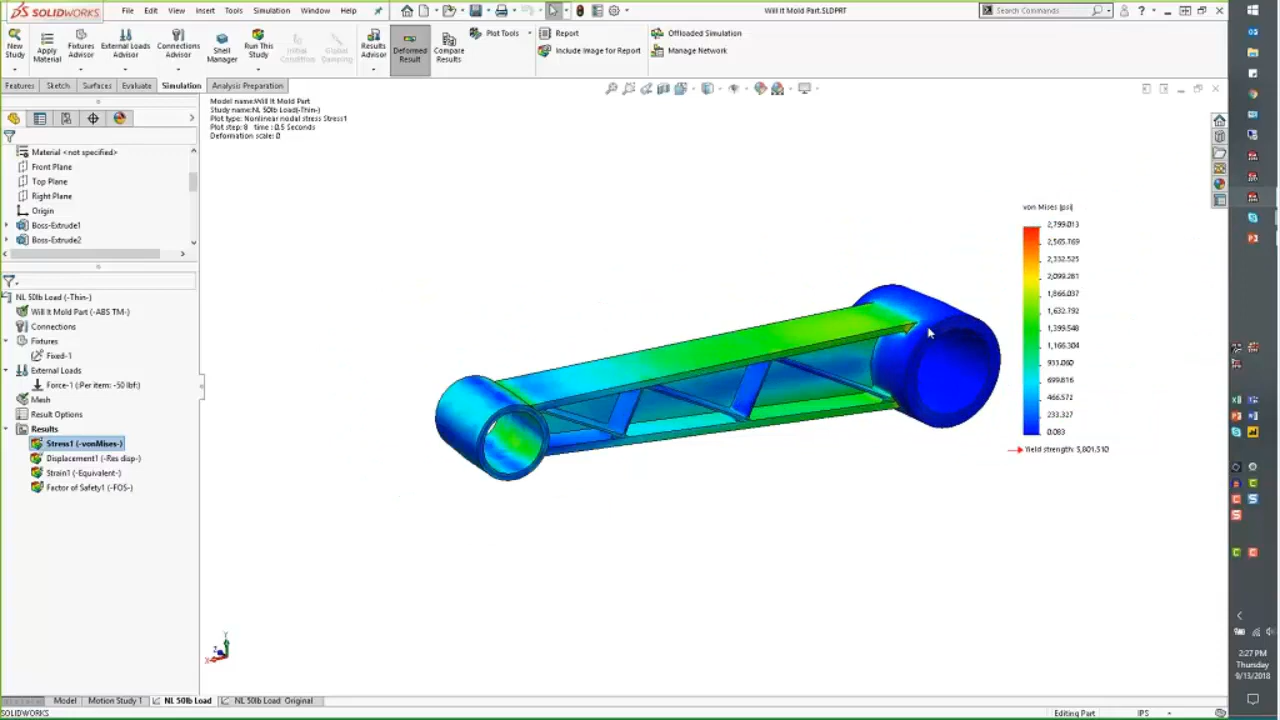 SOLIDWORKS File Edit View Insert Tools Simulation Window Help Will It Mold Part.SLDPRT Search Commands
New Study
Apply Material
Fixtures Advisor
External Loads Advisor
Connections Advisor
Shell Manager
Run This Study
Initial Condition
Global Damping
Results Advisor
Deformed Result
Compare Results
Plot Tools
Report
Include Image for Report
Offloaded Simulation
Manage Network
Features Sketch Surfaces Evaluate Simulation Analysis Preparation
Model name:Will It Mold Part
Study name:NL 50lb Load(-Thin-)
Plot type: Nonlinear nodal stress Stress1
Plot step: 8 time : 0.5 Seconds
Deformation scale: 0
Material <not specified>
Front Plane
Top Plane
Right Plane
Origin
Boss-Extrude1
Boss-Extrude2
NL 50lb Load (-Thin-)
Will It Mold Part (-ABS TM-)
Connections
Fixtures
Fixed-1
External Loads
Force-1 (:Per item: -50 lbf:)
Mesh
Result Options
Results
Stress1 (-vonMises-)
Displacement1 (-Res disp-)
Strain1 (-Equivalent-)
Factor of Safety1 (-FOS-)
von Mises (psi)
2,799.013
2,565.769
2,332.525
2,099.281
1,866.037
1,632.792
1,399.548
1,166.304
933.060
699.816
466.572
233.327
0.083
Yield strength: 5,801.510
Y
Z
X
Model Motion Study 1 NL 50lb Load NL 50lb Load Original
SOLIDWORKS Editing Part IPS
2:27 PM
Thursday
9/13/2018